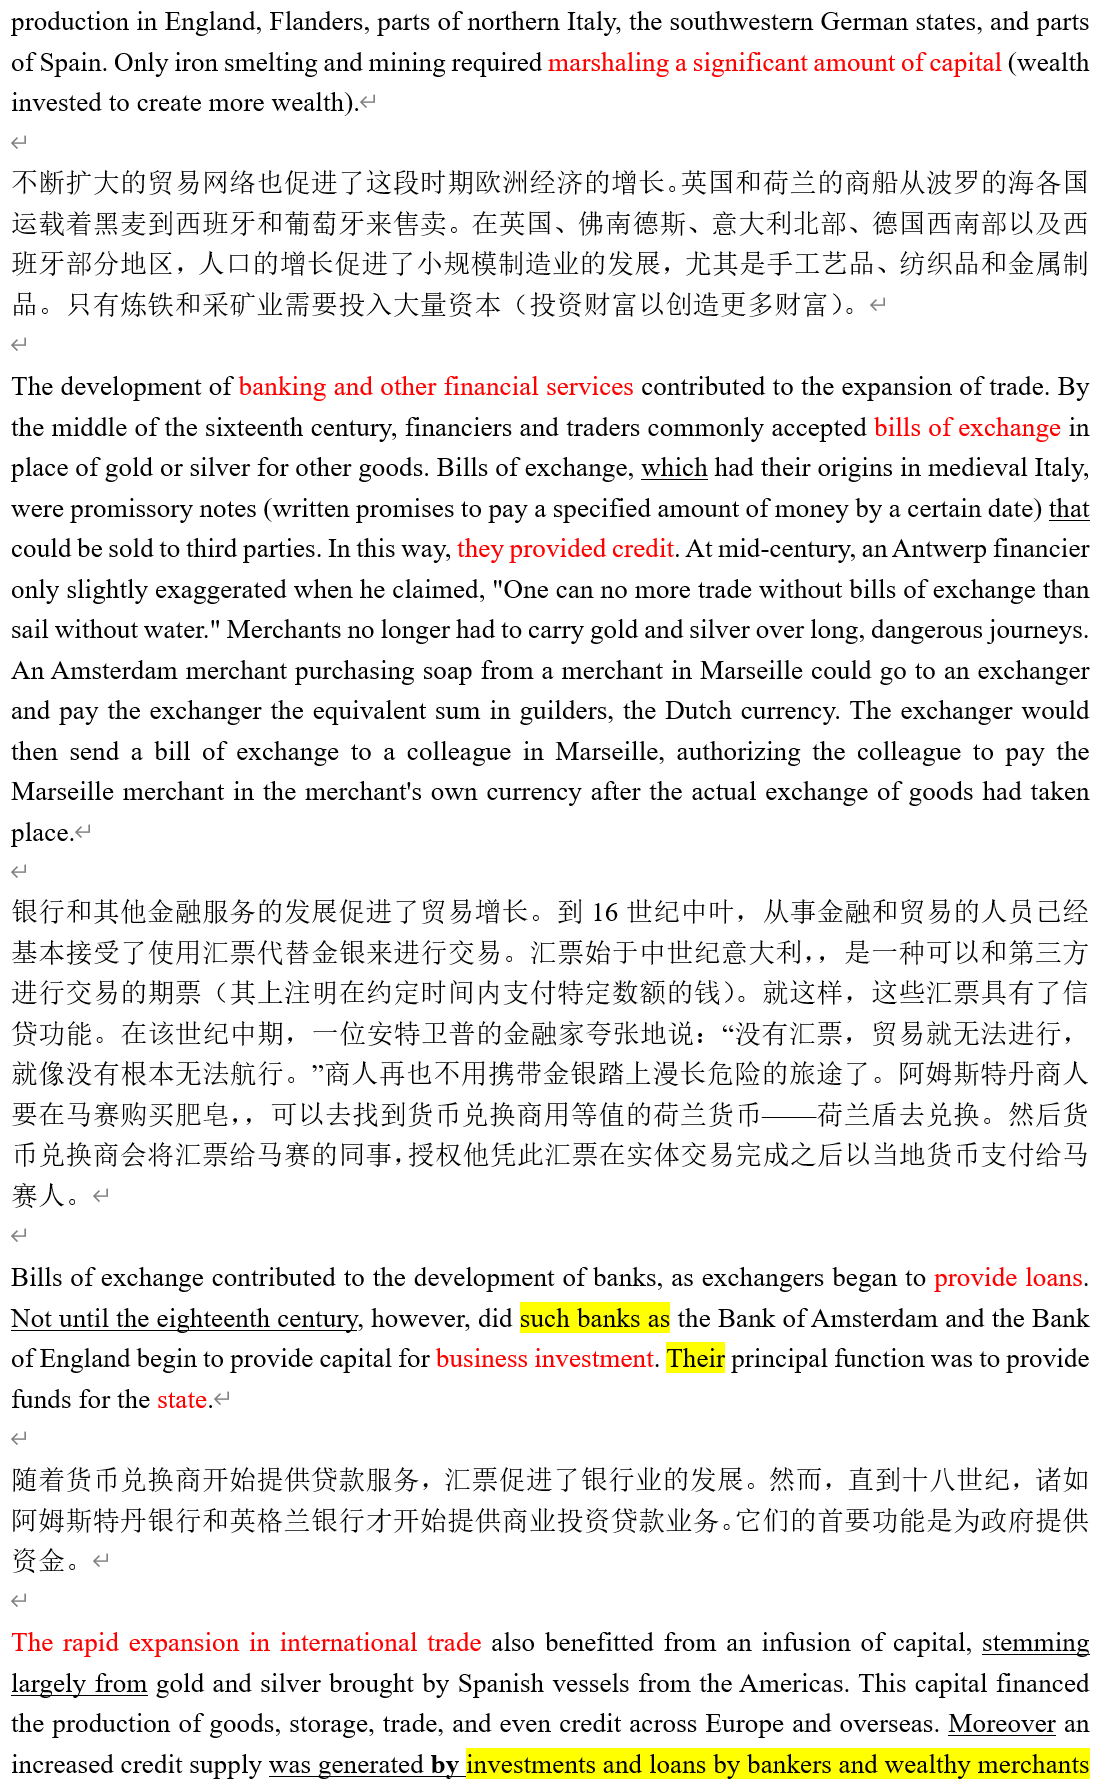 production in England, Flanders, parts of northern Italy, the southwestern German states, and parts
of Spain. Only iron smelting and mining required marshaling a significant amount of capital (wealth
invested to create more wealth).↵
↵
不断扩大的贸易网络也促进了这段时期欧洲经济的增长。英国和荷兰的商船从波罗的海各国
运载着黑麦到西班牙和葡萄牙来售卖。在英国、佛南德斯、意大利北部、德国西南部以及西
班牙部分地区，人口的增长促进了小规模制造业的发展，尤其是手工艺品、纺织品和金属制
品。只有炼铁和采矿业需要投入大量资本（投资财富以创造更多财富）。↵
↵
The development of banking and other financial services contributed to the expansion of trade. By
the middle of the sixteenth century, financiers and traders commonly accepted bills of exchange in
place of gold or silver for other goods. Bills of exchange, which had their origins in medieval Italy,
were promissory notes (written promises to pay a specified amount of money by a certain date) that
could be sold to third parties. In this way, they provided credit. At mid-century, an Antwerp financier
only slightly exaggerated when he claimed, "One can no more trade without bills of exchange than
sail without water." Merchants no longer had to carry gold and silver over long, dangerous journeys.
An Amsterdam merchant purchasing soap from a merchant in Marseille could go to an exchanger
and pay the exchanger the equivalent sum in guilders, the Dutch currency. The exchanger would
then send a bill of exchange to a colleague in Marseille, authorizing the colleague to pay the
Marseille merchant in the merchant's own currency after the actual exchange of goods had taken
place.↵
↵
银行和其他金融服务的发展促进了贸易增长。到 16 世纪中叶，从事金融和贸易的人员已经
基本接受了使用汇票代替金银来进行交易。汇票始于中世纪意大利，，是一种可以和第三方
进行交易的期票（其上注明在约定时间内支付特定数额的钱）。就这样，这些汇票具有了信
贷功能。在该世纪中期，一位安特卫普的金融家夸张地说：“没有汇票，贸易就无法进行，
就像没有根本无法航行。”商人再也不用携带金银踏上漫长危险的旅途了。阿姆斯特丹商人
要在马赛购买肥皂，，可以去找到货币兑换商用等值的荷兰货币——荷兰盾去兑换。然后货
币兑换商会将汇票给马赛的同事，授权他凭此汇票在实体交易完成之后以当地货币支付给马
赛人。↵
↵
Bills of exchange contributed to the development of banks, as exchangers began to provide loans.
Not until the eighteenth century, however, did such banks as the Bank of Amsterdam and the Bank
of England begin to provide capital for business investment. Their principal function was to provide
funds for the state.↵
↵
随着货币兑换商开始提供贷款服务，汇票促进了银行业的发展。然而，直到十八世纪，诸如
阿姆斯特丹银行和英格兰银行才开始提供商业投资贷款业务。它们的首要功能是为政府提供
资金。↵
↵
The rapid expansion in international trade also benefitted from an infusion of capital, stemming
largely from gold and silver brought by Spanish vessels from the Americas. This capital financed
the production of goods, storage, trade, and even credit across Europe and overseas. Moreover an
increased credit supply was generated by investments and loans by bankers and wealthy merchants